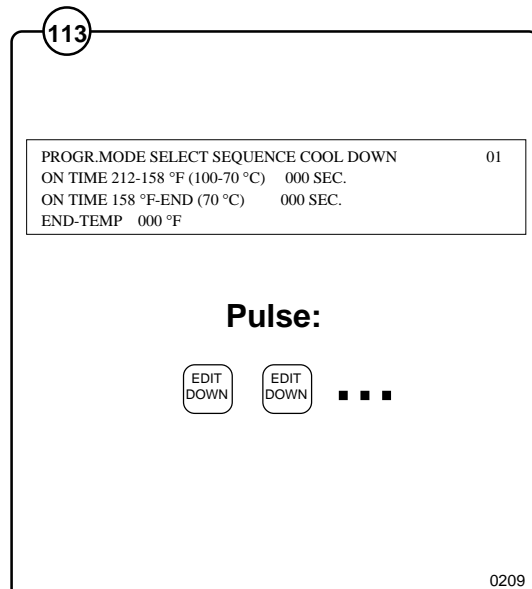 113
PROGR.MODE SELECT SEQUENCE COOL DOWN 01
ON TIME 212-158 °F (100-70 °C) 000 SEC.
ON TIME 158 °F-END (70 °C) 000 SEC.
END-TEMP 000 °F
Pulse:
EDIT DOWN EDIT DOWN ...
0209